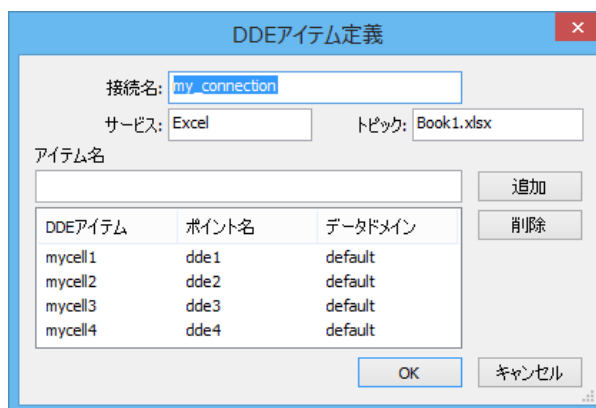 DDEアイテム定義
接続名: my_connection
サービス: Excel トピック: Book1.xlsx
アイテム名
追加
DDEアイテム ポイント名 データドメイン 削除
mycell1 dde1 default
mycell2 dde2 default
mycell3 dde3 default
mycell4 dde4 default
OK キャンセル